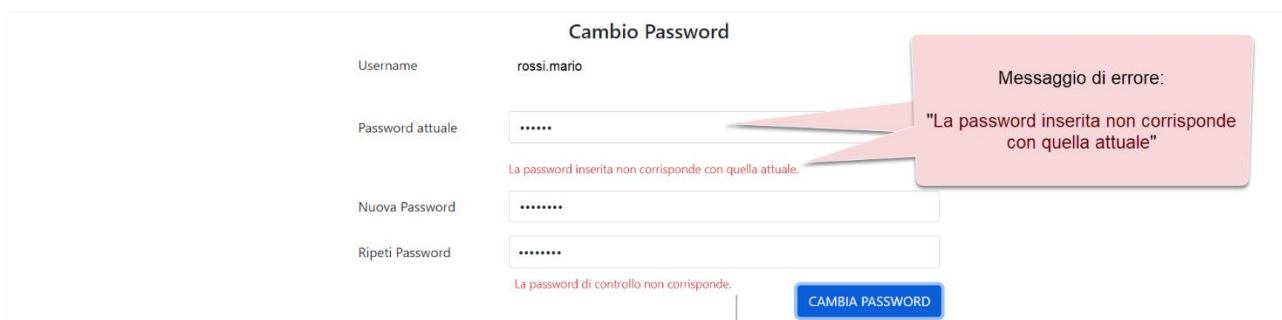 Cambio Password
Username
rossi.mario
Messaggio di errore:
"La password inserita non corrisponde
con quella attuale"
Password attuale
••••••
La password inserita non corrisponde con quella attuale.
Nuova Password
••••••••
Ripeti Password
••••••••
La password di controllo non corrisponde.
CAMBIA PASSWORD